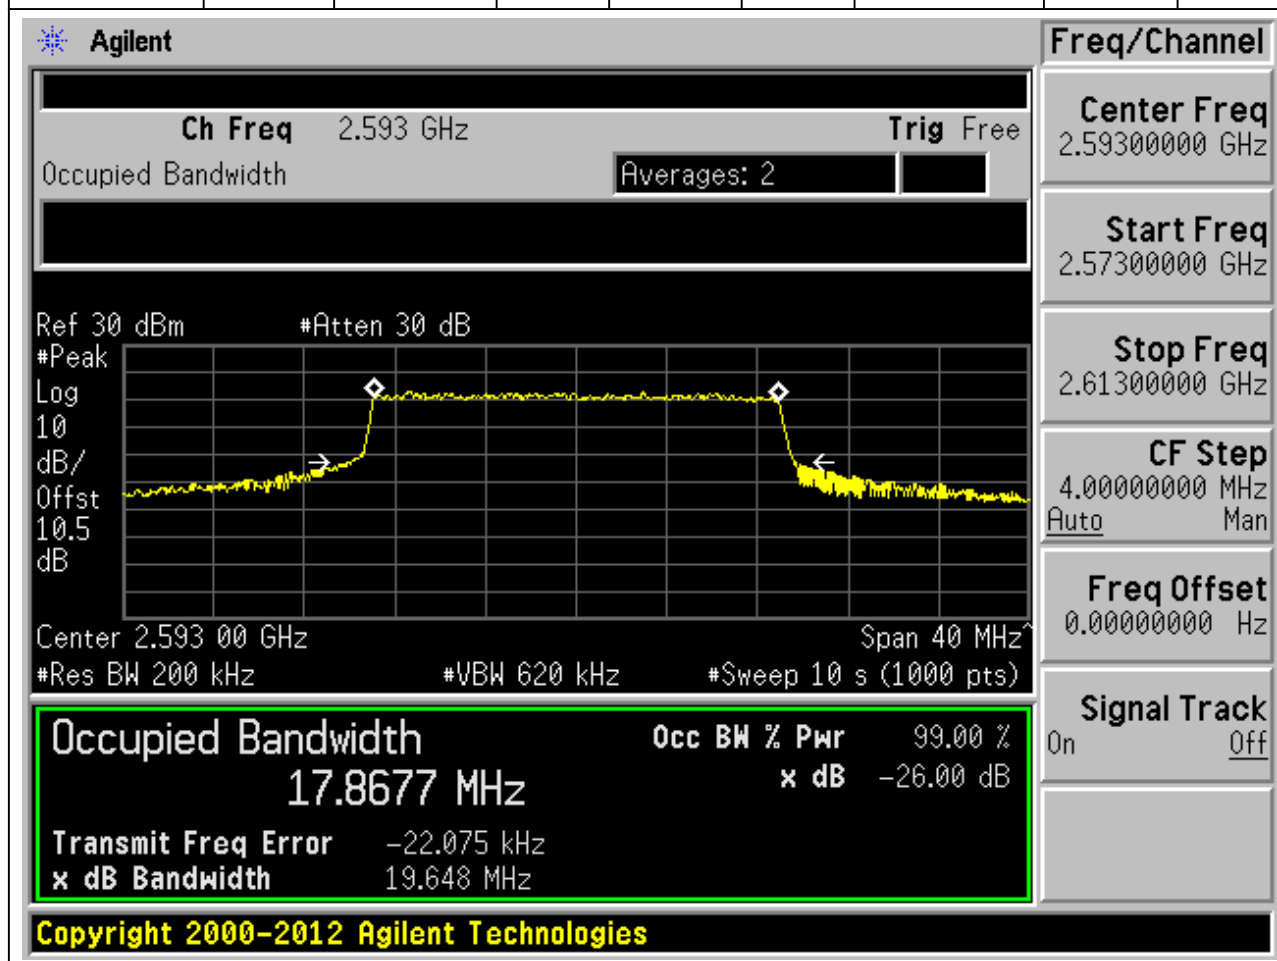 Agilent
Freq/Channel
Ch Freq 2.593 GHz Trig Free
Occupied Bandwidth Averages: 2
Center Freq
2.59300000 GHz
Start Freq
2.57300000 GHz
Stop Freq
2.61300000 GHz
CF Step
4.00000000 MHz
Auto Man
Freq Offset
0.00000000 Hz
Signal Track
On Off
Ref 30 dBm #Atten 30 dB
#Peak
Log
10
dB/
Offst
10.5
dB
Center 2.593 00 GHz Span 40 MHz^
#Res BW 200 kHz #VBW 620 kHz #Sweep 10 s (1000 pts)
Occupied Bandwidth Occ BW % Pwr 99.00 %
17.8677 MHz x dB -26.00 dB
Transmit Freq Error -22.075 kHz
x dB Bandwidth 19.648 MHz
Copyright 2000-2012 Agilent Technologies